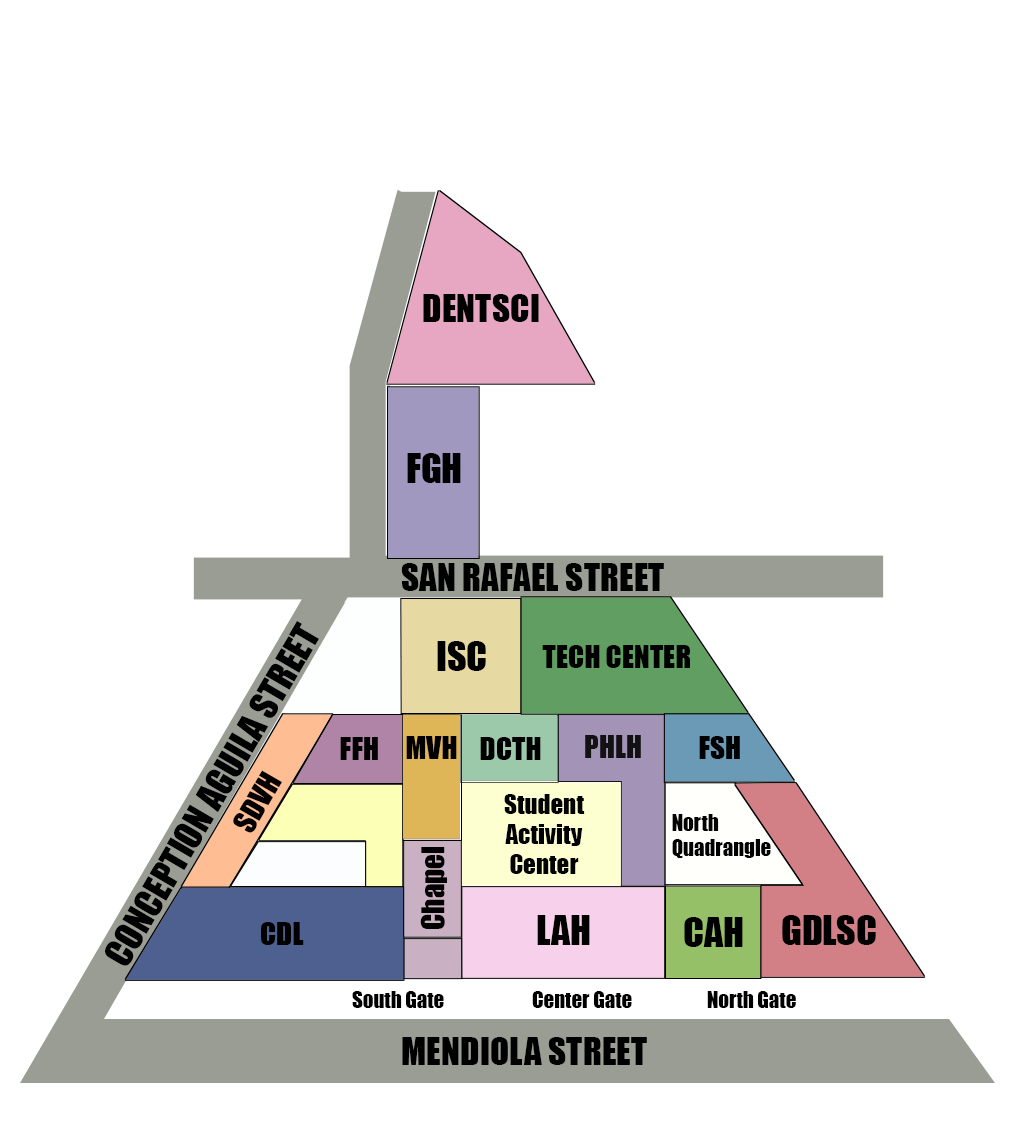 DENTSCI
FGH
SAN RAFAEL STREET
CONCEPTION AGUILA STREET
ISC
TECH CENTER
SDVH
FFH
MVH
DCTH
PHLH
FSH
Student
Activity
Center
North
Quadrangle
Chapel
CDL
LAH
CAH
GDLSC
South Gate
Center Gate
North Gate
MENDIOLA STREET